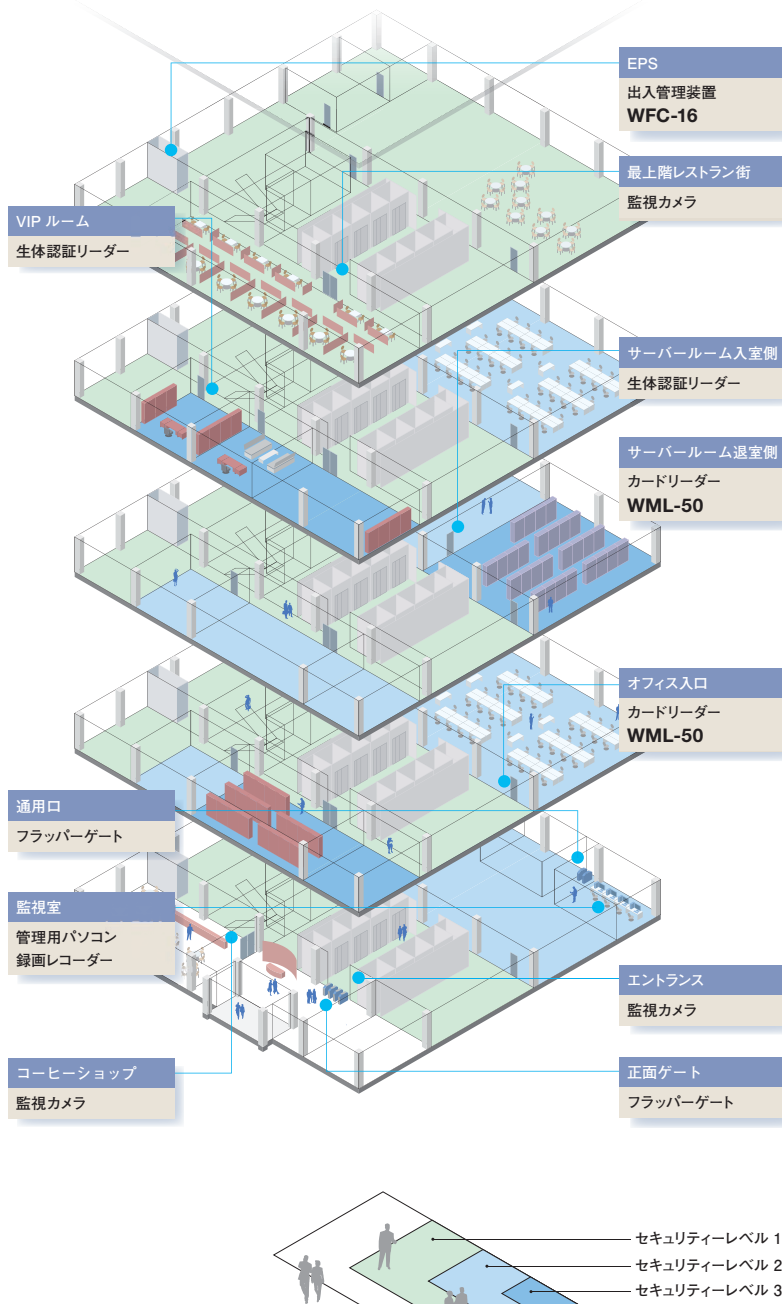 EPS
出入管理装置
WFC-16
最上階レストラン街
監視カメラ
VIP ルーム
生体認証リーダー
サーバールーム入室側
生体認証リーダー
サーバールーム退室側
カードリーダー
WML-50
オフィス入口
カードリーダー
WML-50
通用口
フラッパーゲート
監視室
管理用パソコン
録画レコーダー
エントランス
監視カメラ
コーヒーショップ
監視カメラ
正面ゲート
フラッパーゲート
セキュリティーレベル 1
セキュリティーレベル 2
セキュリティーレベル 3